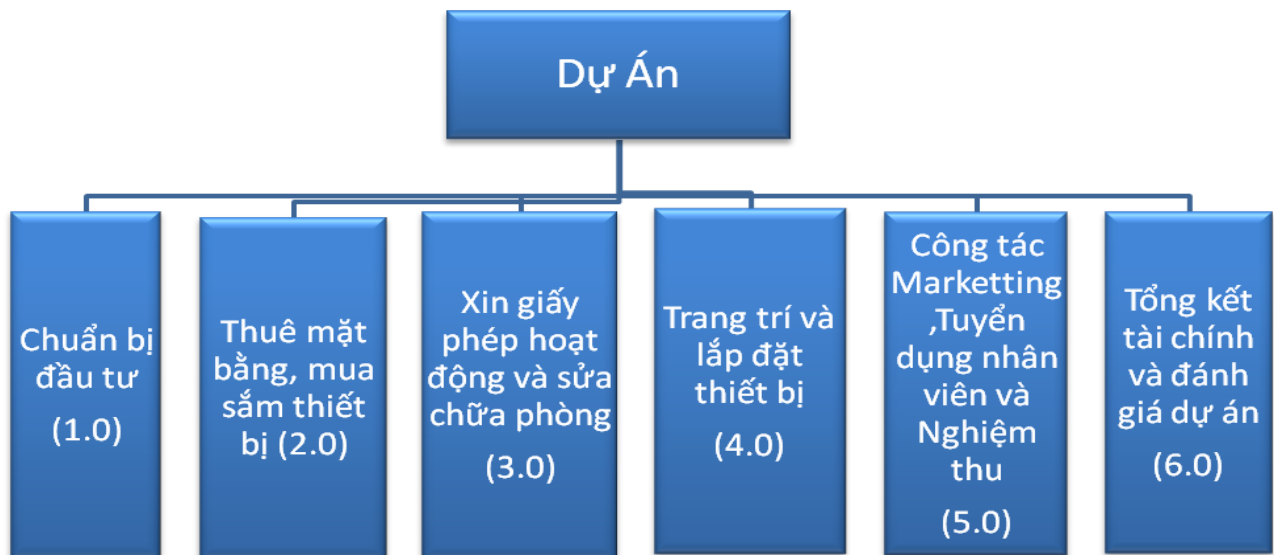 Dự Án
Chuẩn bị
đầu tư
(1.0)
Thuê mặt
bằng, mua
sắm thiết
bị (2.0)
Xin giấy
phép hoạt
động và sửa
chữa phòng
(3.0)
Trang trí và
lắp đặt
thiết bị
(4.0)
Công tác
Marketting
,Tuyển
dụng nhân
viên và
Nghiệm
thu
(5.0)
Tổng kết
tài chính
và đánh
giá dự án
(6.0)